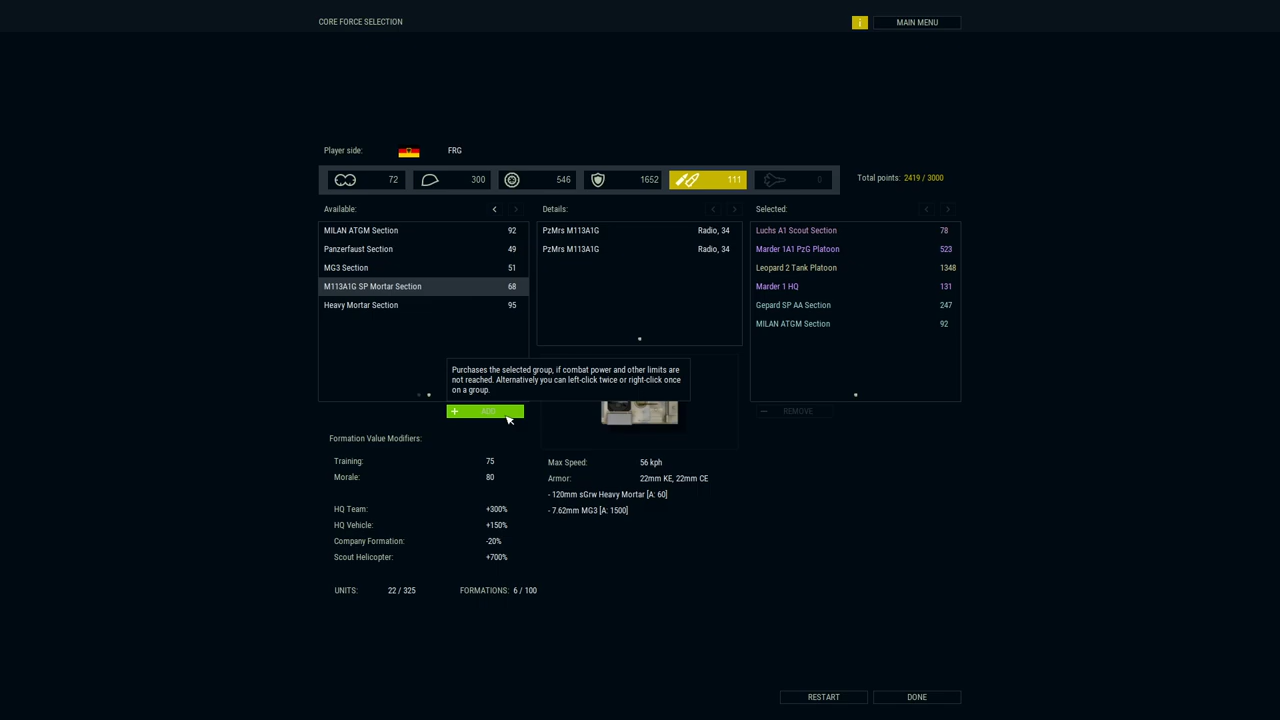 CORE FORCE SELECTION
i
MAIN MENU
Player side:
FRG
72
300
546
1652
111
0
Total points: 2419 / 3000
Available:
Details:
Selected:
MILAN ATGM Section 92
Panzerfaust Section 49
MG3 Section 51
M113A1G SP Mortar Section 68
Heavy Mortar Section 95
PzMrs M113A1G Radio, 34
PzMrs M113A1G Radio, 34
Luchs A1 Scout Section 78
Marder 1A1 PzG Platoon 523
Leopard 2 Tank Platoon 1348
Marder 1 HQ 131
Gepard SP AA Section 247
MILAN ATGM Section 92
Purchases the selected group, if combat power and other limits are
not reached. Alternatively you can left-click twice or right-click once
on a group.
+ ADD
− REMOVE
Formation Value Modifiers:
Training: 75
Morale: 80
HQ Team: +300%
HQ Vehicle: +150%
Company Formation: -20%
Scout Helicopter: +700%
Max Speed: 56 kph
Armor: 22mm KE, 22mm CE
- 120mm sGrw Heavy Mortar [A: 60]
- 7.62mm MG3 [A: 1500]
UNITS: 22 / 325
FORMATIONS: 6 / 100
RESTART
DONE